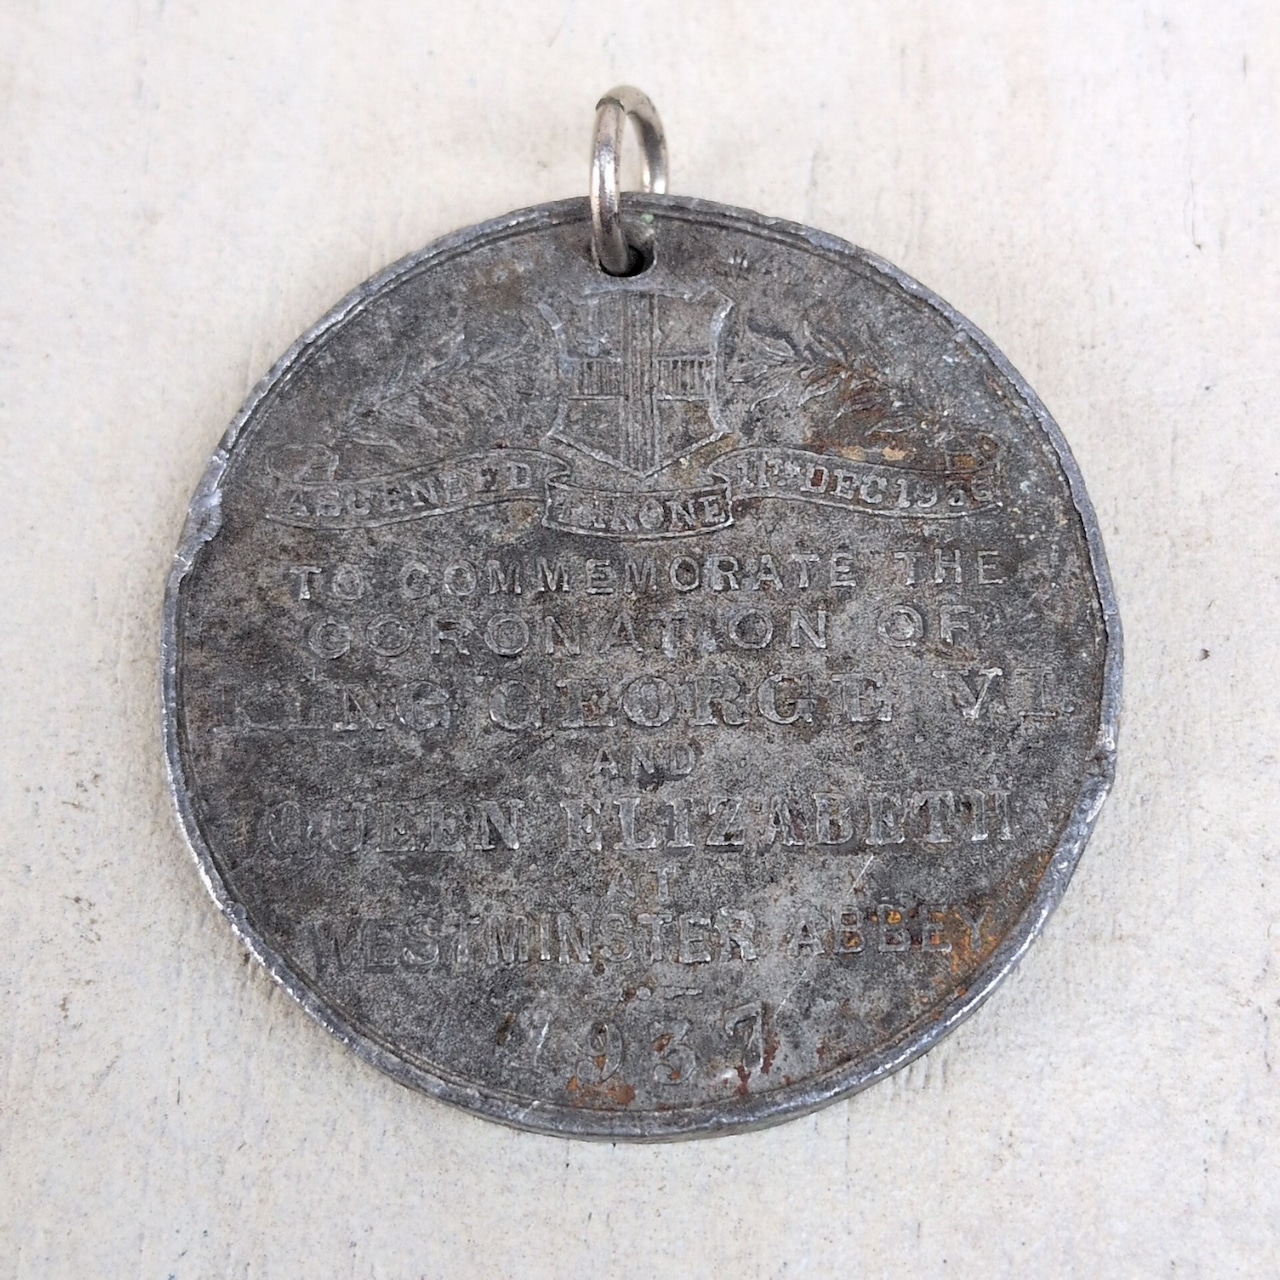 ASCENDED THRONE 11TH DEC 1936
TO COMMEMORATE THE
CORONATION OF
KING GEORGE VI.
AND
QUEEN ELIZABETH
AT
WESTMINSTER ABBEY
1937